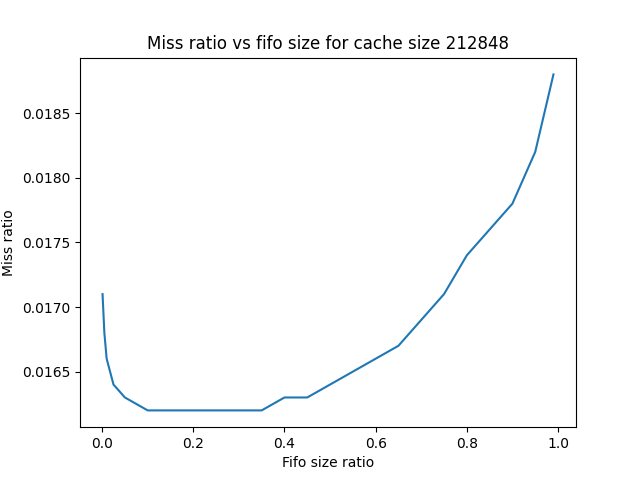 Miss ratio vs fifo size for cache size 212848
0.0185
0.0180
0.0175
0.0170
0.0165
Miss ratio
0.0 0.2 0.4 0.6 0.8 1.0
Fifo size ratio